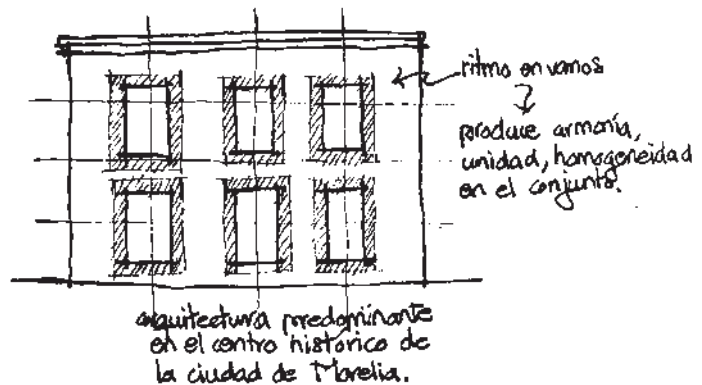 ritmo en vanos
produce armonía,
unidad, homogeneidad
en el conjunto.
arquitectura predominante
en el centro histórico de
la ciudad de Morelia.